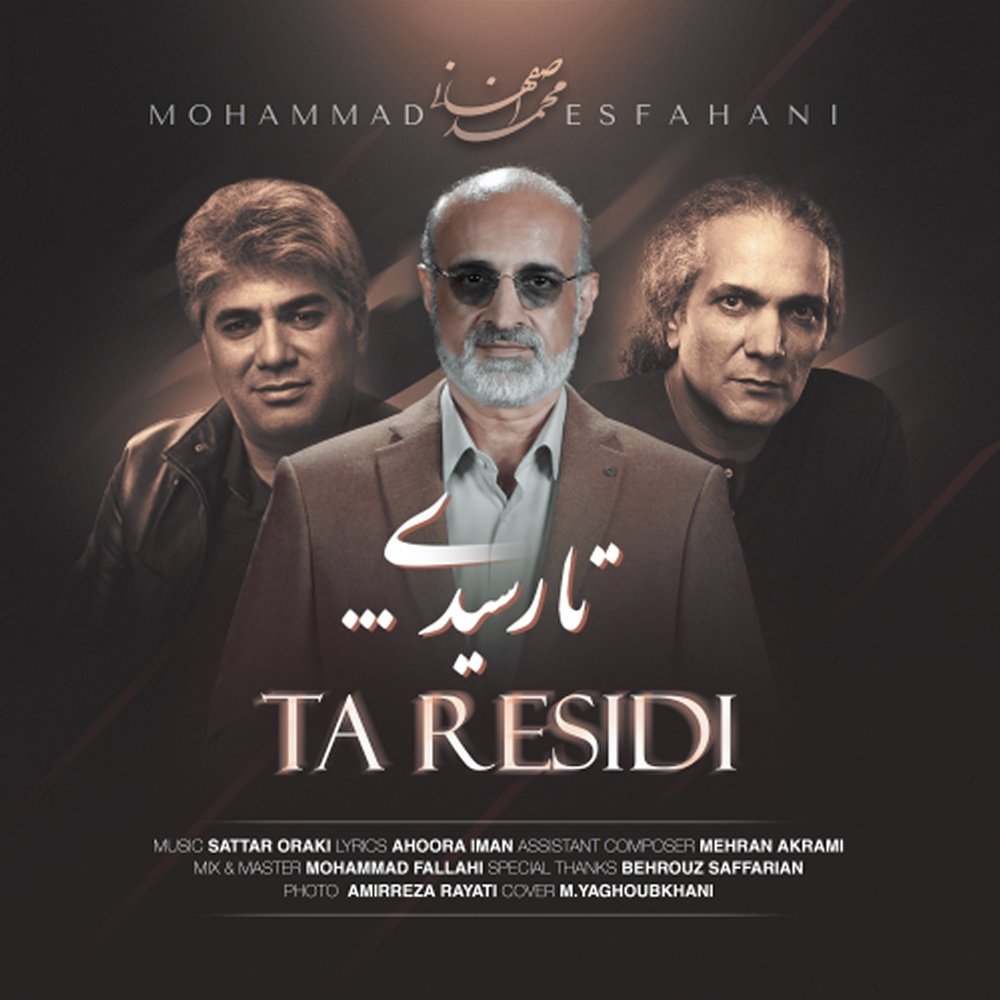 MOHAMMAD محمد اصفهانی ESFAHANI
تا رسیدی...
TA RESIDI
MUSIC SATTAR ORAKI LYRICS AHOORA IMAN ASSISTANT COMPOSER MEHRAN AKRAMI
MIX & MASTER MOHAMMAD FALLAHI SPECIAL THANKS BEHROUZ SAFFARIAN
PHOTO AMIRREZA RAYATI COVER M.YAGHOUBKHANI